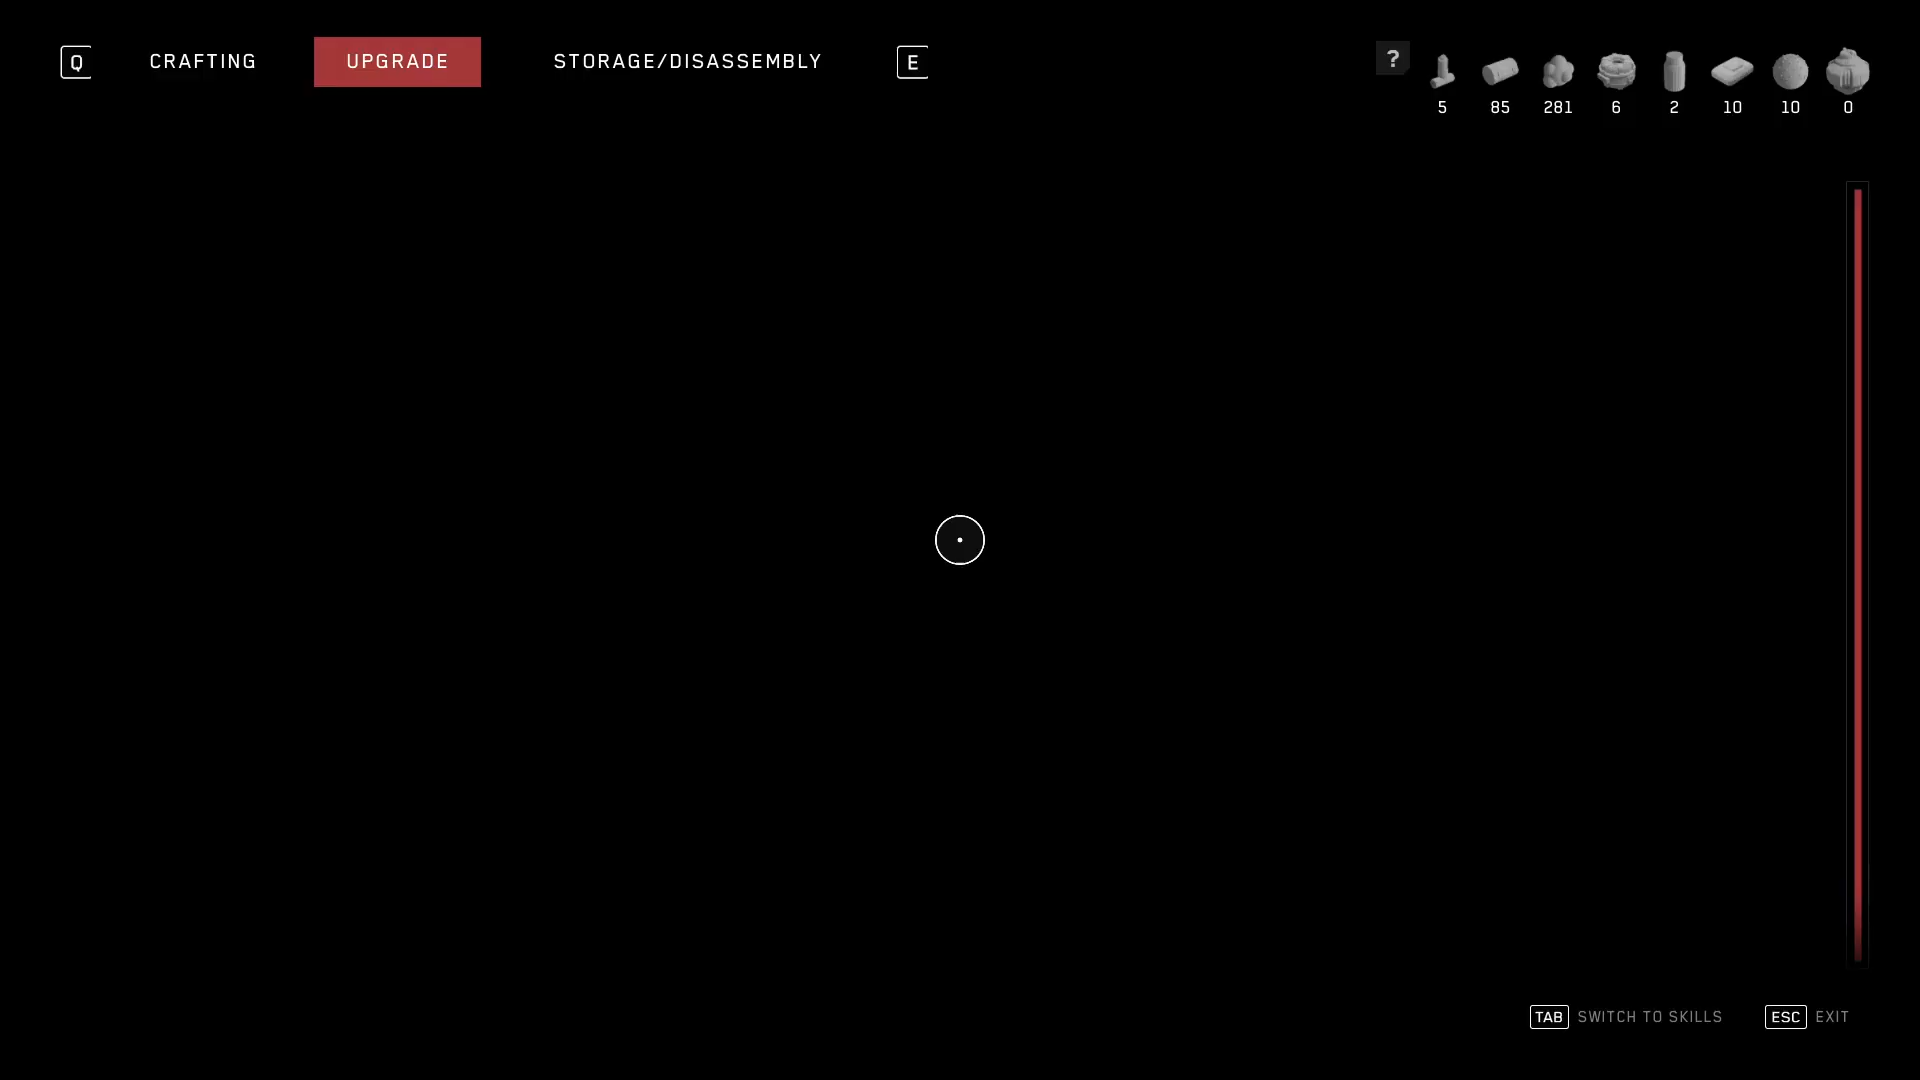 Q CRAFTING UPGRADE STORAGE/DISASSEMBLY E
?
5 85 281 6 2 10 10 0
TAB SWITCH TO SKILLS ESC EXIT